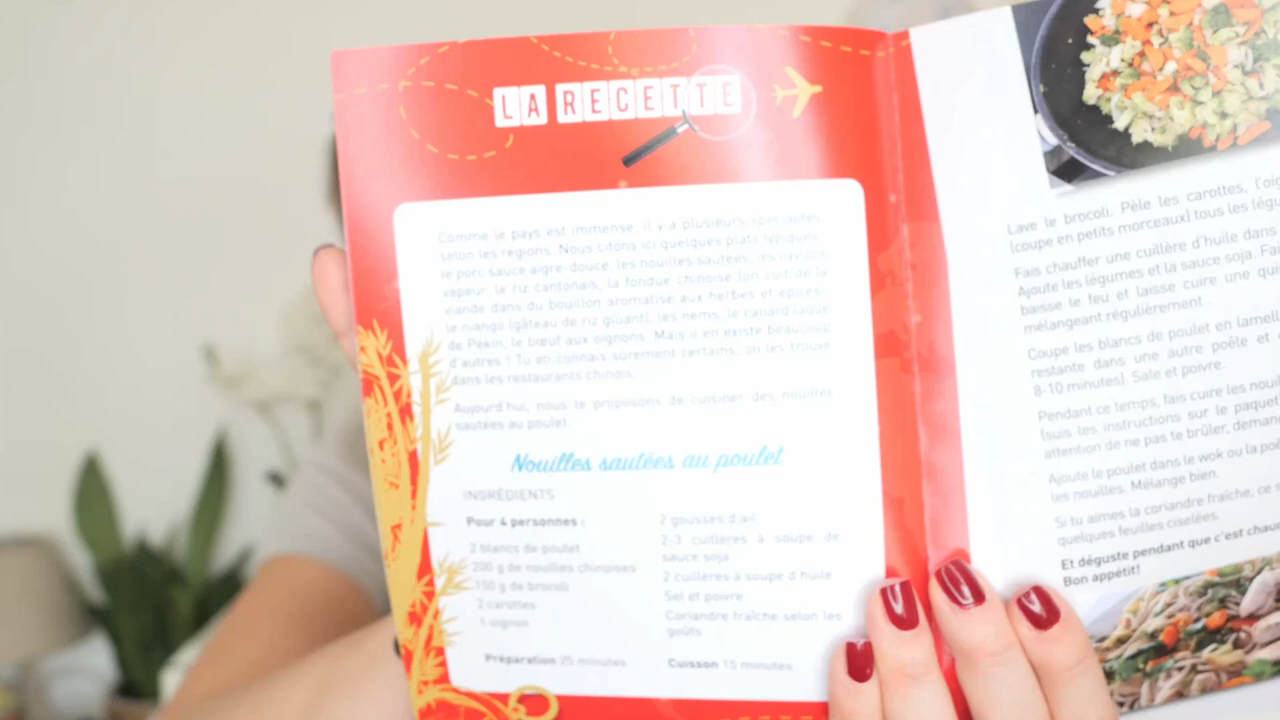 LA RECETTE
Comme le pays est immense, il y a plusieurs spécialités
selon les régions. Nous citons ici quelques plats typiques :
le porc sauce aigre-douce, les nouilles sautées, les raviolis
vapeur, le riz cantonais, la fondue chinoise (on cuit de la
viande dans du bouillon aromatisé aux herbes et épices),
le niango (gâteau de riz gluant), les nems, le canard laqué
de Pékin, le bœuf aux oignons. Mais il en existe beaucoup
d'autres ! Tu en connais sûrement certains, on les trouve
dans les restaurants chinois.
Aujourd'hui, nous te proposons de cuisiner des nouilles
sautées au poulet.
Nouilles sautées au poulet
INGRÉDIENTS
Pour 4 personnes :
2 blancs de poulet
200 g de nouilles chinoises
150 g de brocoli
2 carottes
1 oignon
2 gousses d'ail
2-3 cuillères à soupe de
sauce soja
2 cuillères à soupe d'huile
Sel et poivre
Coriandre fraîche selon les
goûts
Préparation 25 minutes
Cuisson 15 minutes
Lave le brocoli. Pèle les carottes,
(coupe en petits morceaux) tous les
Fais chauffer une cuillère d'huile dans
Ajoute les légumes et la sauce soja.
baisse le feu et laisse cuire une
mélangeant régulièrement.
Coupe les blancs de poulet en
restante dans une autre poêle et
8-10 minutes). Sale et poivre.
Pendant ce temps, fais cuire les
(suis les instructions sur le paquet
attention de ne pas te brûler,
Ajoute le poulet dans le wok ou la
les nouilles. Mélange bien.
Si tu aimes la coriandre fraîche, ce
quelques feuilles ciselées.
Et déguste pendant que c'est
Bon appétit!